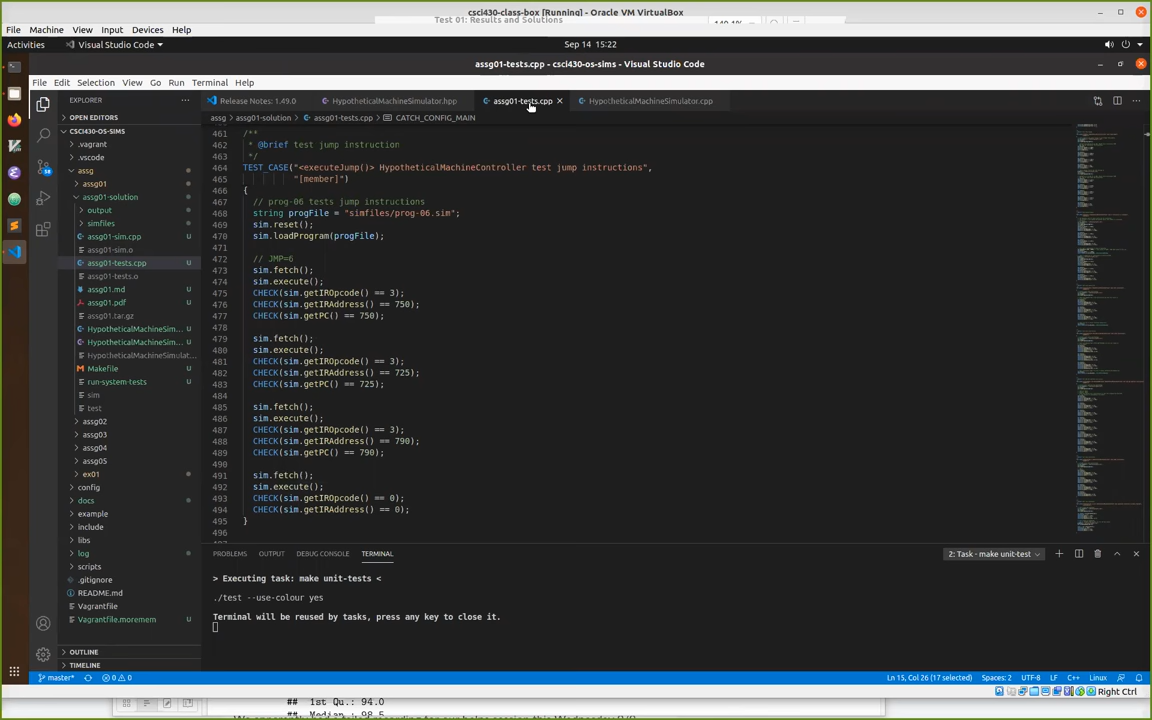 csci430-class-box [Running] - Oracle VM VirtualBox
Test 01: Results and Solutions
File Machine View Input Devices Help
Activities Visual Studio Code Sep 14 15:22
assg01-tests.cpp - csci430-os-sims - Visual Studio Code
File Edit Selection View Go Run Terminal Help
EXPLORER
Release Notes: 1.49.0 HypotheticalMachineSimulator.hpp assg01-tests.cpp HypotheticalMachineSimulator.cpp
assg > assg01-solution > assg01-tests.cpp > CATCH_CONFIG_MAIN
OPEN EDITORS
CSCI430-OS-SIMS
.vagrant
.vscode
assg
assg01
assg01-solution
output
simfiles
assg01-sim.cpp U
assg01-sim.o
assg01-tests.cpp U
assg01-tests.o
assg01.md U
assg01.pdf U
assg01.tar.gz
HypotheticalMachineSim... U
HypotheticalMachineSim... U
HypotheticalMachineSimulat...
Makefile U
run-system-tests U
sim
test
assg02
assg03
assg04
assg05
ex01
config
docs
example
include
libs
log
scripts
.gitignore
README.md
Vagrantfile
Vagrantfile.moremem U
OUTLINE
TIMELINE
461 /**
462 * @brief test jump instruction
463 */
464 TEST_CASE("<executeJump()> HypotheticalMachineController test jump instructions",
465 "[member]")
466 {
467 // prog-06 tests jump instructions
468 string progFile = "simfiles/prog-06.sim";
469 sim.reset();
470 sim.loadProgram(progFile);
471
472 // JMP=6
473 sim.fetch();
474 sim.execute();
475 CHECK(sim.getIROpcode() == 3);
476 CHECK(sim.getIRAddress() == 750);
477 CHECK(sim.getPC() == 750);
478
479 sim.fetch();
480 sim.execute();
481 CHECK(sim.getIROpcode() == 3);
482 CHECK(sim.getIRAddress() == 725);
483 CHECK(sim.getPC() == 725);
484
485 sim.fetch();
486 sim.execute();
487 CHECK(sim.getIROpcode() == 3);
488 CHECK(sim.getIRAddress() == 790);
489 CHECK(sim.getPC() == 790);
490
491 sim.fetch();
492 sim.execute();
493 CHECK(sim.getIROpcode() == 0);
494 CHECK(sim.getIRAddress() == 0);
495 }
496
PROBLEMS OUTPUT DEBUG CONSOLE TERMINAL 2: Task - make unit-test
> Executing task: make unit-tests <
./test --use-colour yes
Terminal will be reused by tasks, press any key to close it.
master* 0 0 Ln 15, Col 26 (17 selected) Spaces: 2 UTF-8 LF C++ Linux
Right Ctrl
## 1st Qu.: 94.0